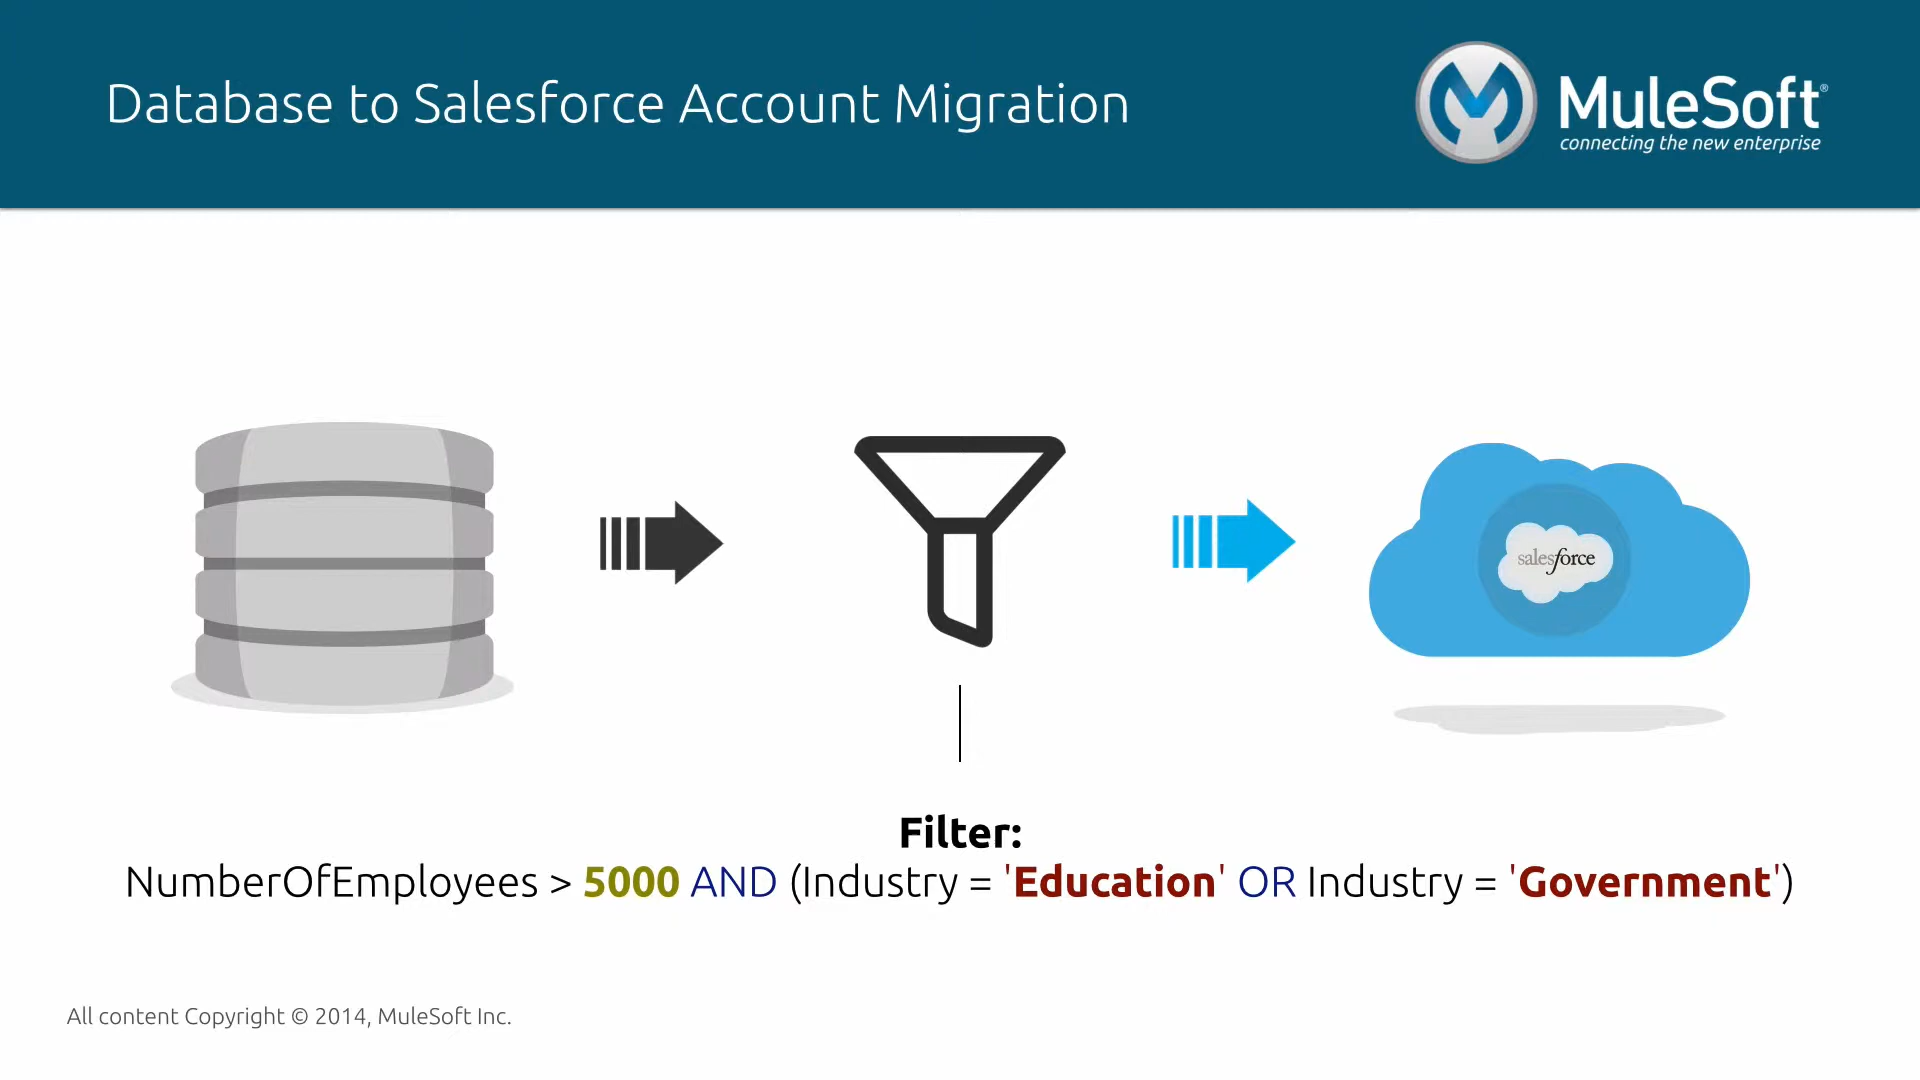 Database to Salesforce Account Migration
MuleSoft®
connecting the new enterprise
salesforce
Filter:
NumberOfEmployees > 5000 AND (Industry = 'Education' OR Industry = 'Government')
All content Copyright © 2014, MuleSoft Inc.